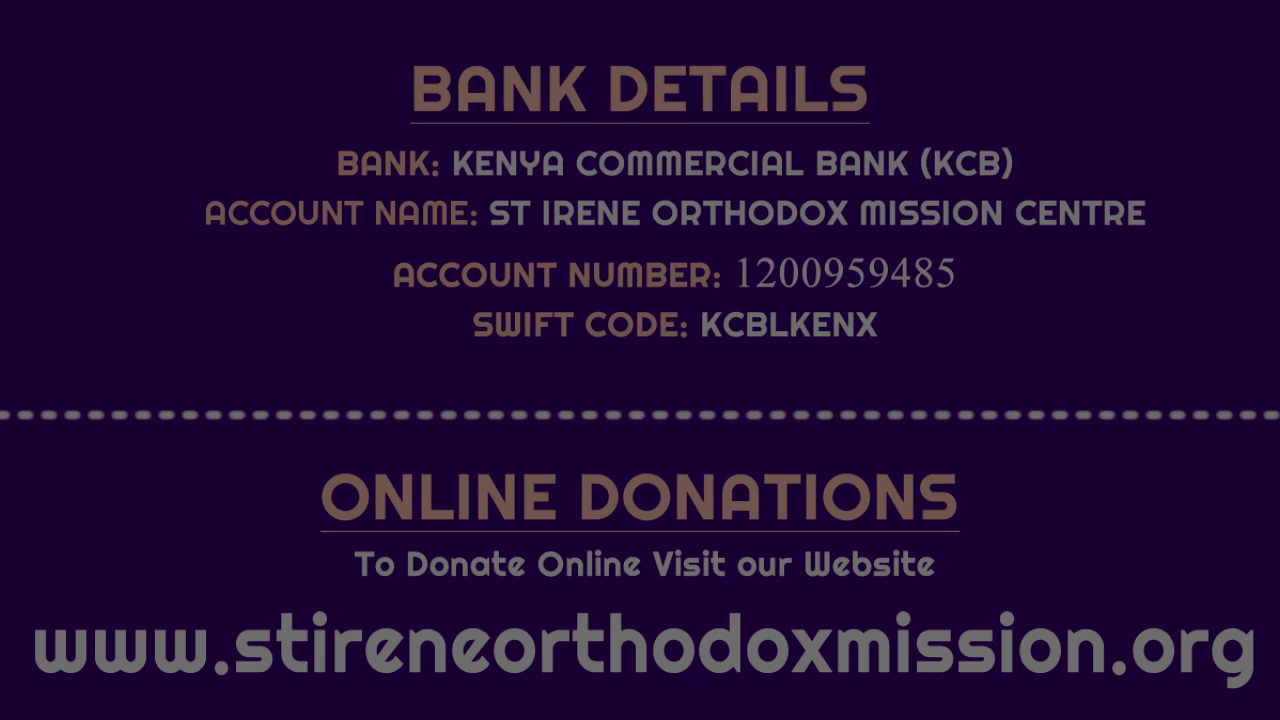 BANK DETAILS
BANK: KENYA COMMERCIAL BANK (KCB)
ACCOUNT NAME: ST IRENE ORTHODOX MISSION CENTRE
ACCOUNT NUMBER: 1200959485
SWIFT CODE: KCBLKENX
ONLINE DONATIONS
To Donate Online Visit our Website
www.stireneorthodoxmission.org